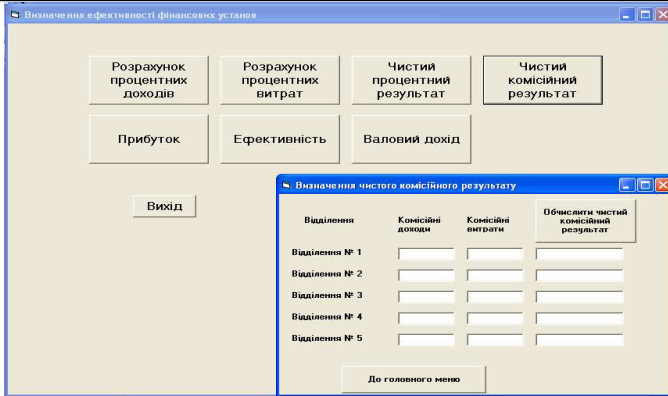 Визначення ефективності фінансових установ
Розрахунок
процентних
доходів
Розрахунок
процентних
витрат
Чистий
процентний
результат
Чистий
комісійний
результат
Прибуток
Ефективність
Валовий дохід
Вихід
Визначення чистого комісійного результату
Відділення
Комісійні
доходи
Комісійні
витрати
Обчислити чистий
комісійний
результат
Відділення № 1
Відділення № 2
Відділення № 3
Відділення № 4
Відділення № 5
До головного меню